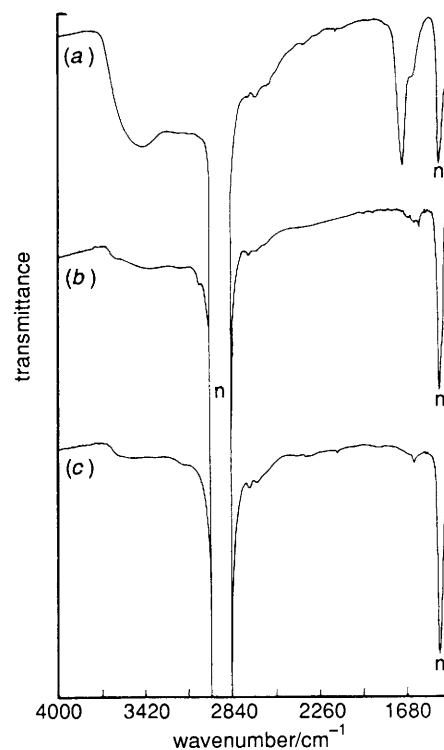 (a)
n
(b)
transmittance
n
n
(c)
n
4000 3420 2840 2260 1680
wavenumber/cm⁻¹